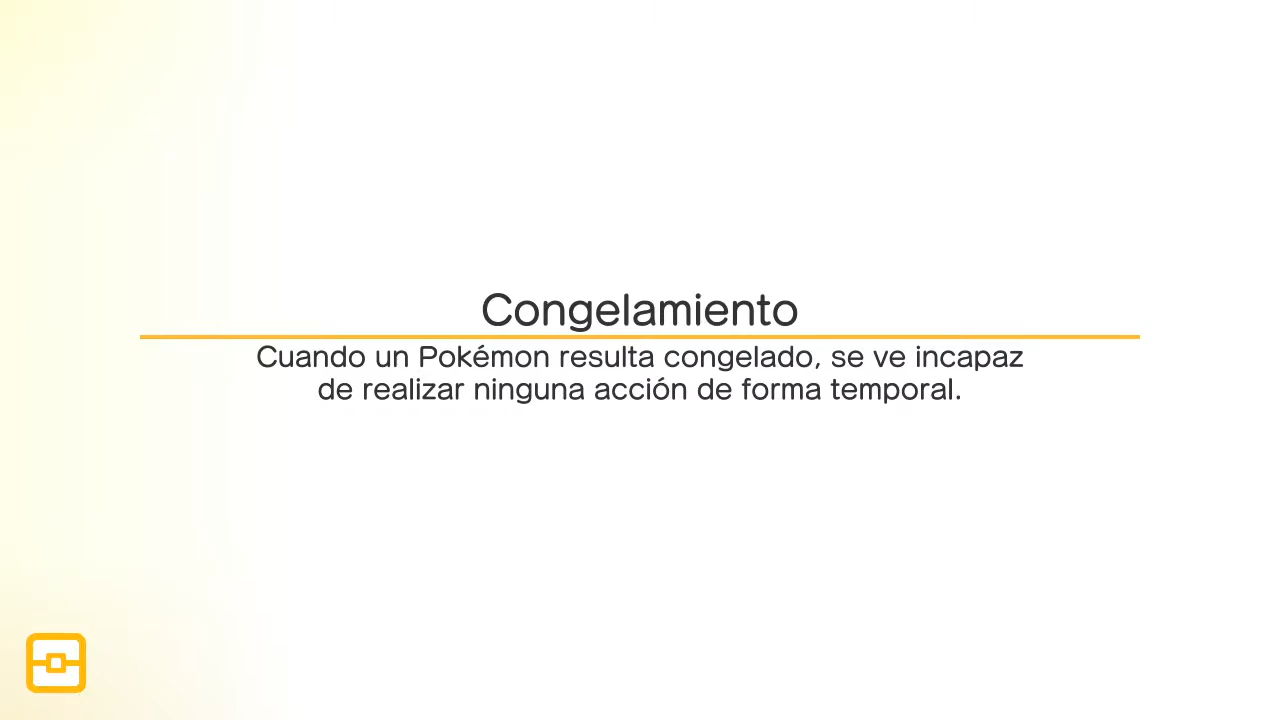 Congelamiento
Cuando un Pokémon resulta congelado, se ve incapaz
de realizar ninguna acción de forma temporal.